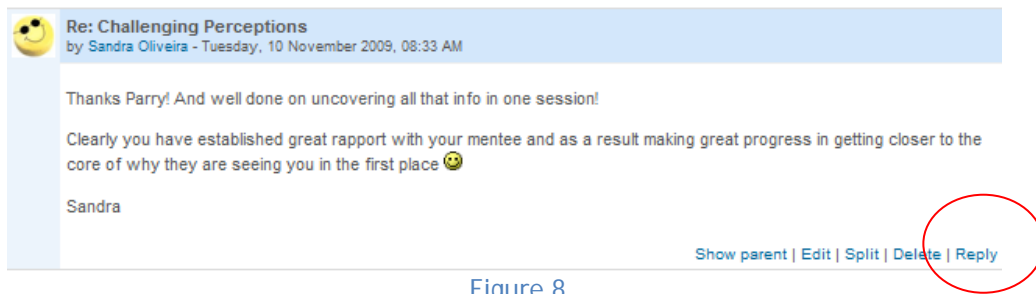 Re: Challenging Perceptions
by Sandra Oliveira - Tuesday, 10 November 2009, 08:33 AM
Thanks Parry! And well done on uncovering all that info in one session!
Clearly you have established great rapport with your mentee and as a result making great progress in getting closer to the
core of why they are seeing you in the first place
Sandra
Show parent | Edit | Split | Delete | Reply
Figure 8